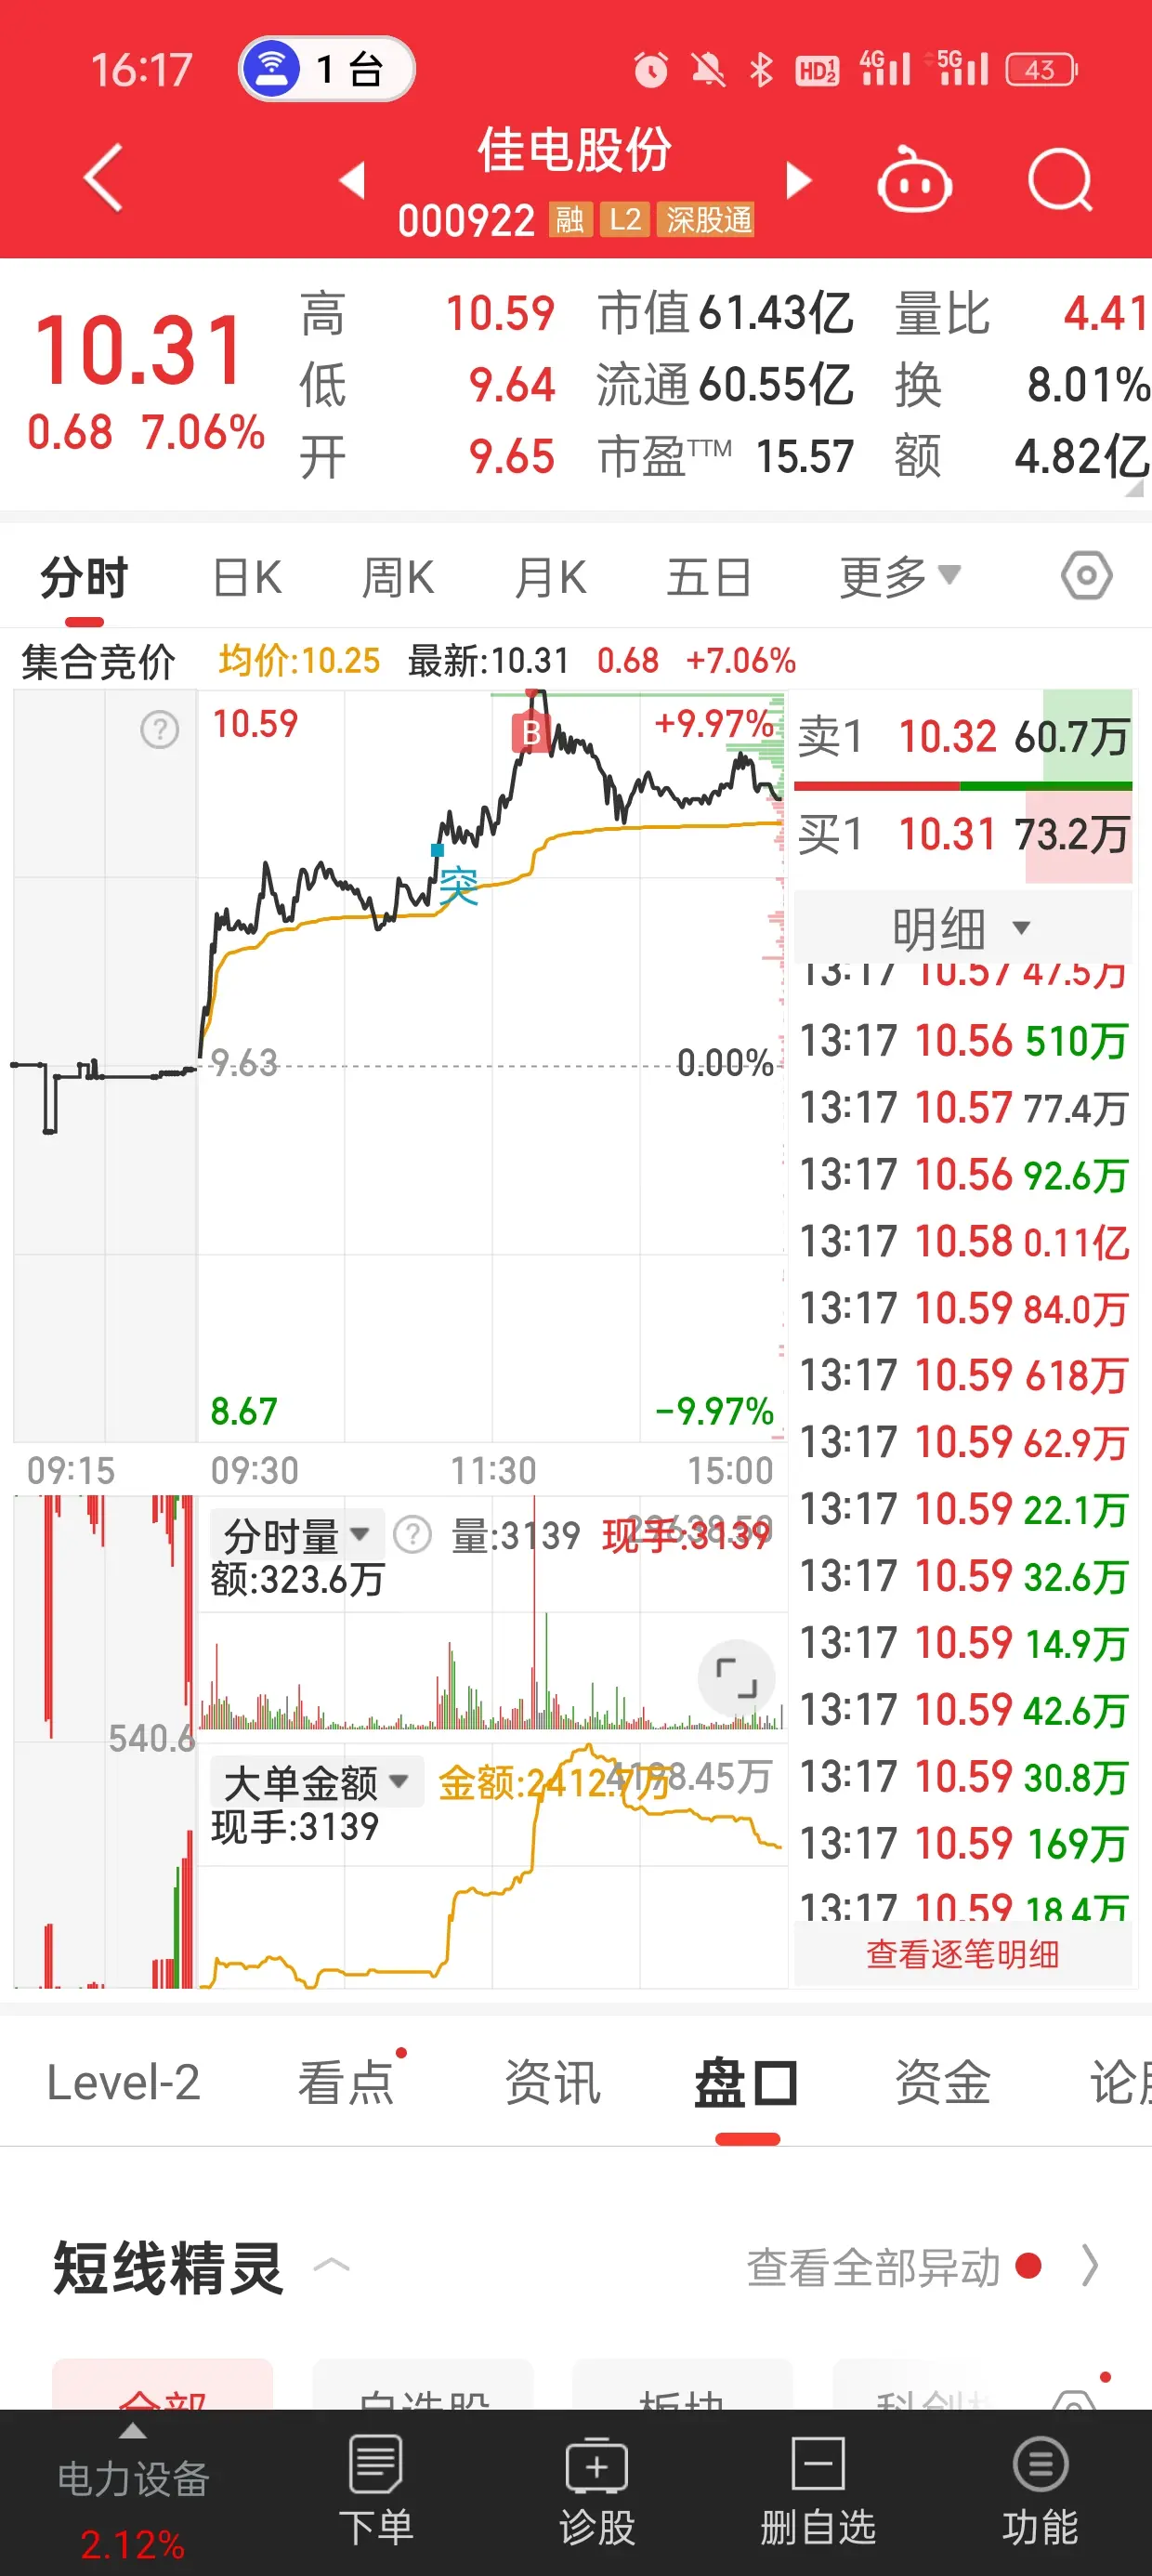 16:17 1 台 HD 1 2 4G 5G 43
佳电股份
000922 融 L2 深股通
10.31
0.68 7.06%
高 10.59 市值 61.43亿 量比 4.41
低 9.64 流通 60.55亿 换 8.01%
开 9.65 市盈TTM 15.57 额 4.82亿
分时 日K 周K 月K 五日 更多
集合竞价 均价:10.25 最新:10.31 0.68 +7.06%
? 10.59 B +9.97%
突
9.63 0.00%
8.67 -9.97%
09:15 09:30 11:30 15:00
卖1 10.32 60.7万
买1 10.31 73.2万
明细
13:17 10.57 47.5万
13:17 10.56 510万
13:17 10.57 77.4万
13:17 10.56 92.6万
13:17 10.58 0.11亿
13:17 10.59 84.0万
13:17 10.59 618万
13:17 10.59 62.9万
13:17 10.59 22.1万
13:17 10.59 32.6万
13:17 10.59 14.9万
13:17 10.59 42.6万
13:17 10.59 30.8万
13:17 10.59 169万
13:17 10.59 18.4万
查看逐笔明细
分时量 ? 量:3139 现手:3139
额:323.6万
540.6
大单金额 金额:2412.7万
现手:3139
Level-2 看点 资讯 盘口 资金 论股
短线精灵 查看全部异动
全部 自选股 板块
电力设备
2.12%
下单 诊股 删自选 功能